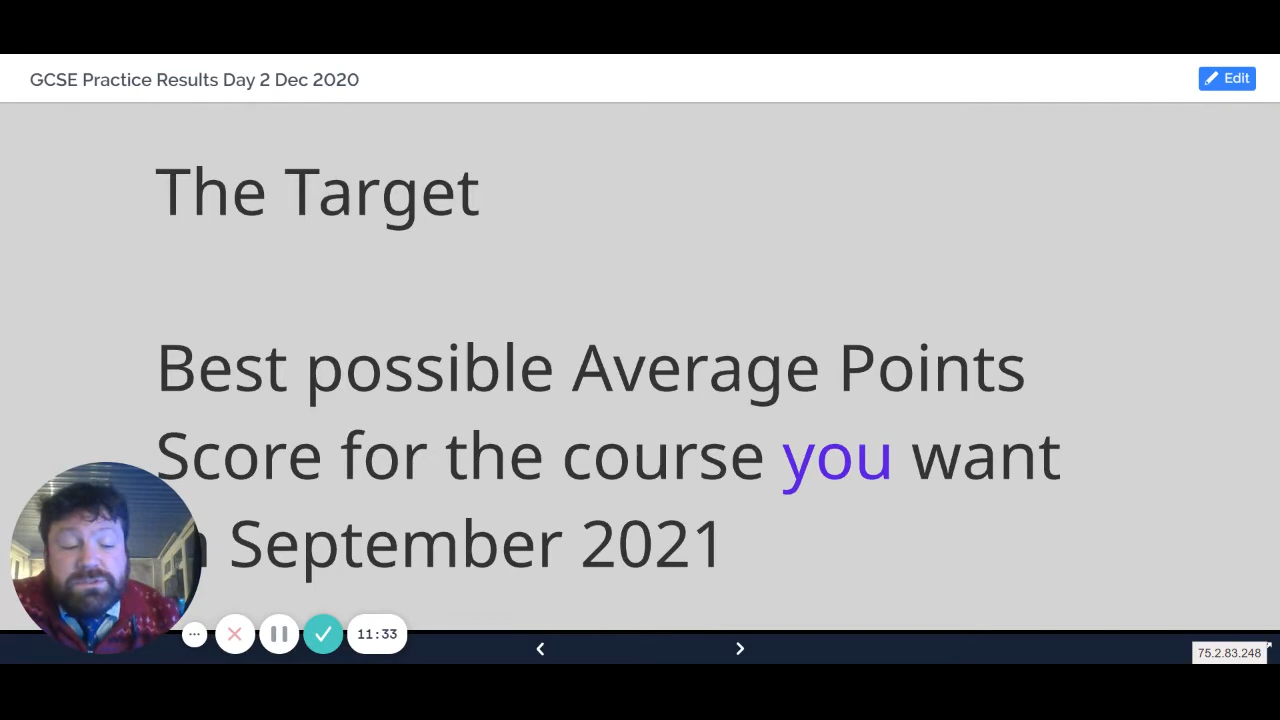 GCSE Practice Results Day 2 Dec 2020
Edit
The Target
Best possible Average Points
Score for the course you want
September 2021
11:33
75.2.83.248